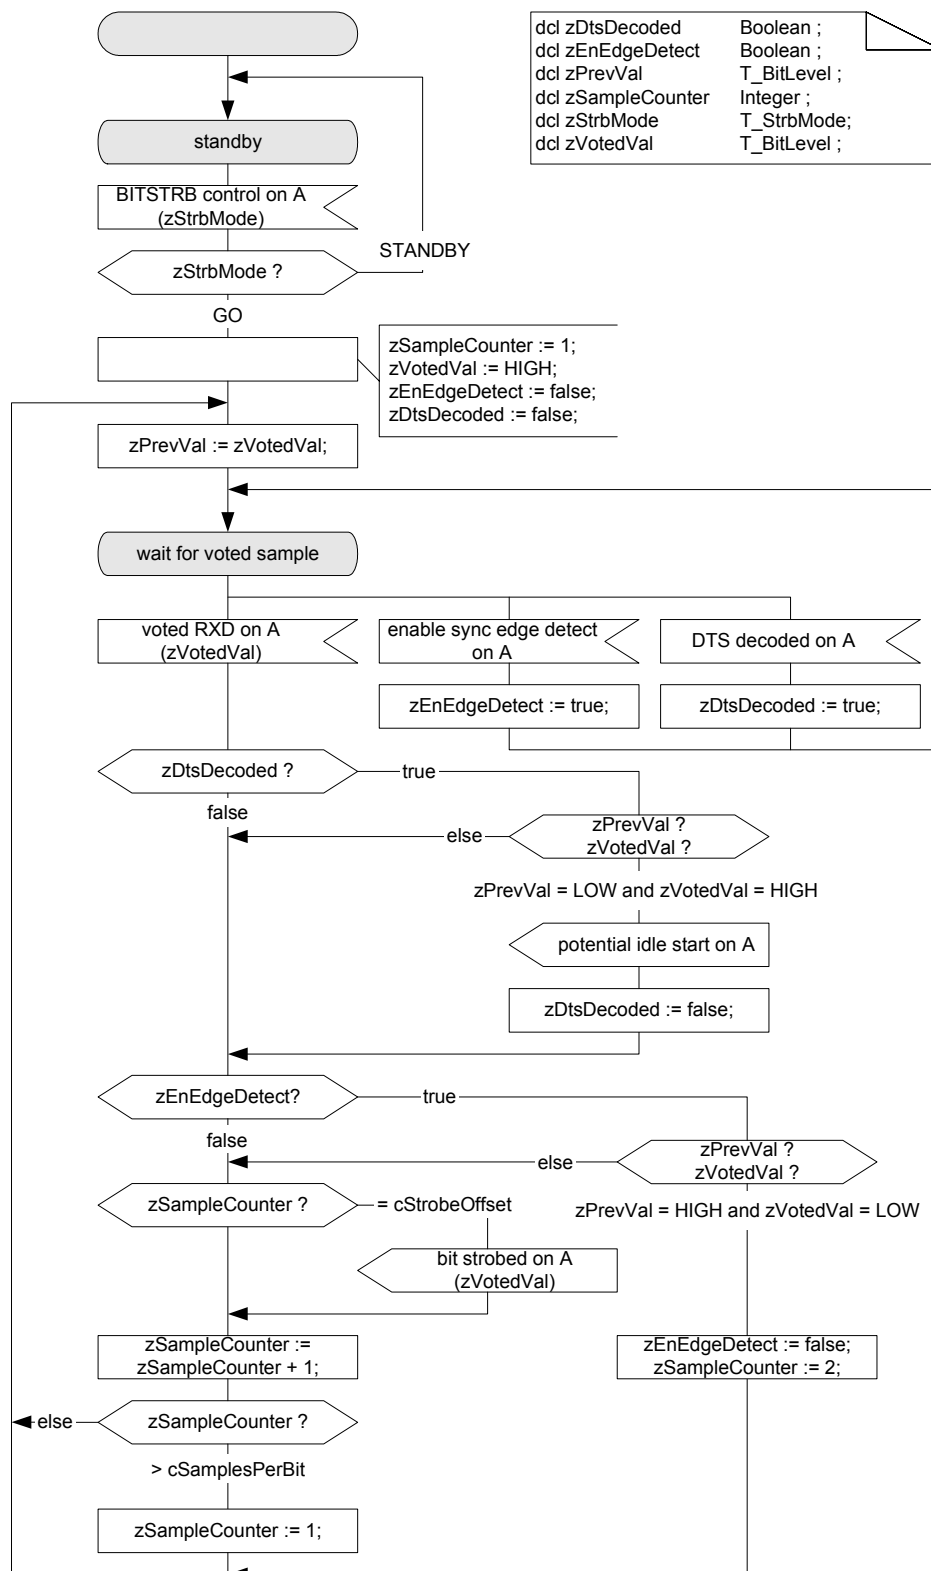 dcl zDtsDecoded Boolean ;
dcl zEnEdgeDetect Boolean ;
dcl zPrevVal T_BitLevel ;
dcl zSampleCounter Integer ;
dcl zStrbMode T_StrbMode;
dcl zVotedVal T_BitLevel ;
standby
BITSTRB control on A
(zStrbMode)
STANDBY
zStrbMode ?
GO
zSampleCounter := 1;
zVotedVal := HIGH;
zEnEdgeDetect := false;
zDtsDecoded := false;
zPrevVal := zVotedVal;
wait for voted sample
voted RXD on A
(zVotedVal)
enable sync edge detect
on A
DTS decoded on A
zEnEdgeDetect := true;
zDtsDecoded := true;
zDtsDecoded ?
true
false
else
zPrevVal ?
zVotedVal ?
zPrevVal = LOW and zVotedVal = HIGH
potential idle start on A
zDtsDecoded := false;
zEnEdgeDetect?
true
false
else
zPrevVal ?
zVotedVal ?
zSampleCounter ?
= cStrobeOffset
zPrevVal = HIGH and zVotedVal = LOW
bit strobed on A
(zVotedVal)
zSampleCounter :=
zSampleCounter + 1;
zEnEdgeDetect := false;
zSampleCounter := 2;
else
zSampleCounter ?
> cSamplesPerBit
zSampleCounter := 1;